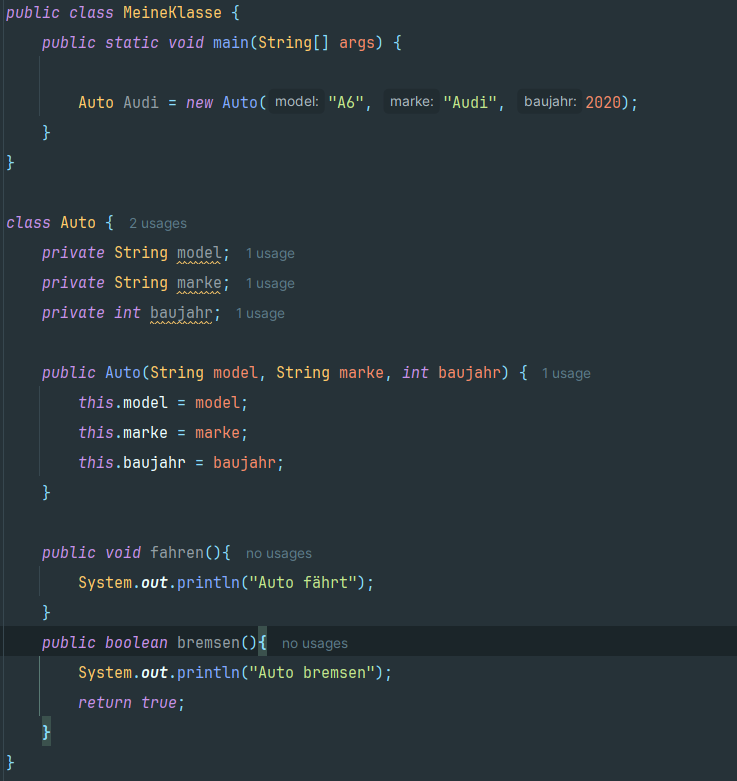 public class MeineKlasse {
    public static void main(String[] args) {
        Auto Audi = new Auto( model: "A6", marke: "Audi", baujahr: 2020);
    }
}
class Auto { 2 usages
    private String model; 1 usage
    private String marke; 1 usage
    private int baujahr; 1 usage
    public Auto(String model, String marke, int baujahr) { 1 usage
        this.model = model;
        this.marke = marke;
        this.baujahr = baujahr;
    }
    public void fahren(){ no usages
        System.out.println("Auto fährt");
    }
    public boolean bremsen(){ no usages
        System.out.println("Auto bremsen");
        return true;
    }
}